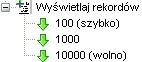 Wyświetlaj rekordów
100 (szybko)
1000
10000 (wolno)